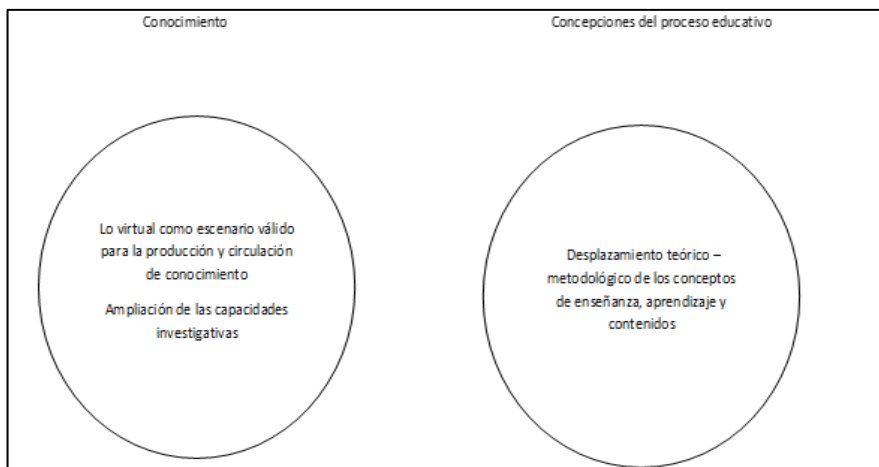 Conocimiento
Concepciones del proceso educativo
Lo virtual como escenario válido
para la producción y circulación
de conocimiento
Ampliación de las capacidades
investigativas
Desplazamiento teórico –
metodológico de los conceptos
de enseñanza, aprendizaje y
contenidos